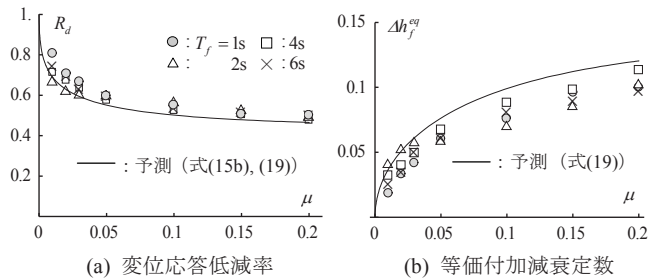 1.
R_d
: T_f = 1s
: 4s
: 2s
: 6s
0.8
0.6
0.4
0.2
: 予測（式(15b), (19)）
μ
0
0.05
0.1
0.15
0.2
(a) 変位応答低減率
0.15
Δh_f^{eq}
0.10
0.05
: 予測（式(19)）
μ
0
0.05
0.1
0.15
0.2
(b) 等価付加減衰定数